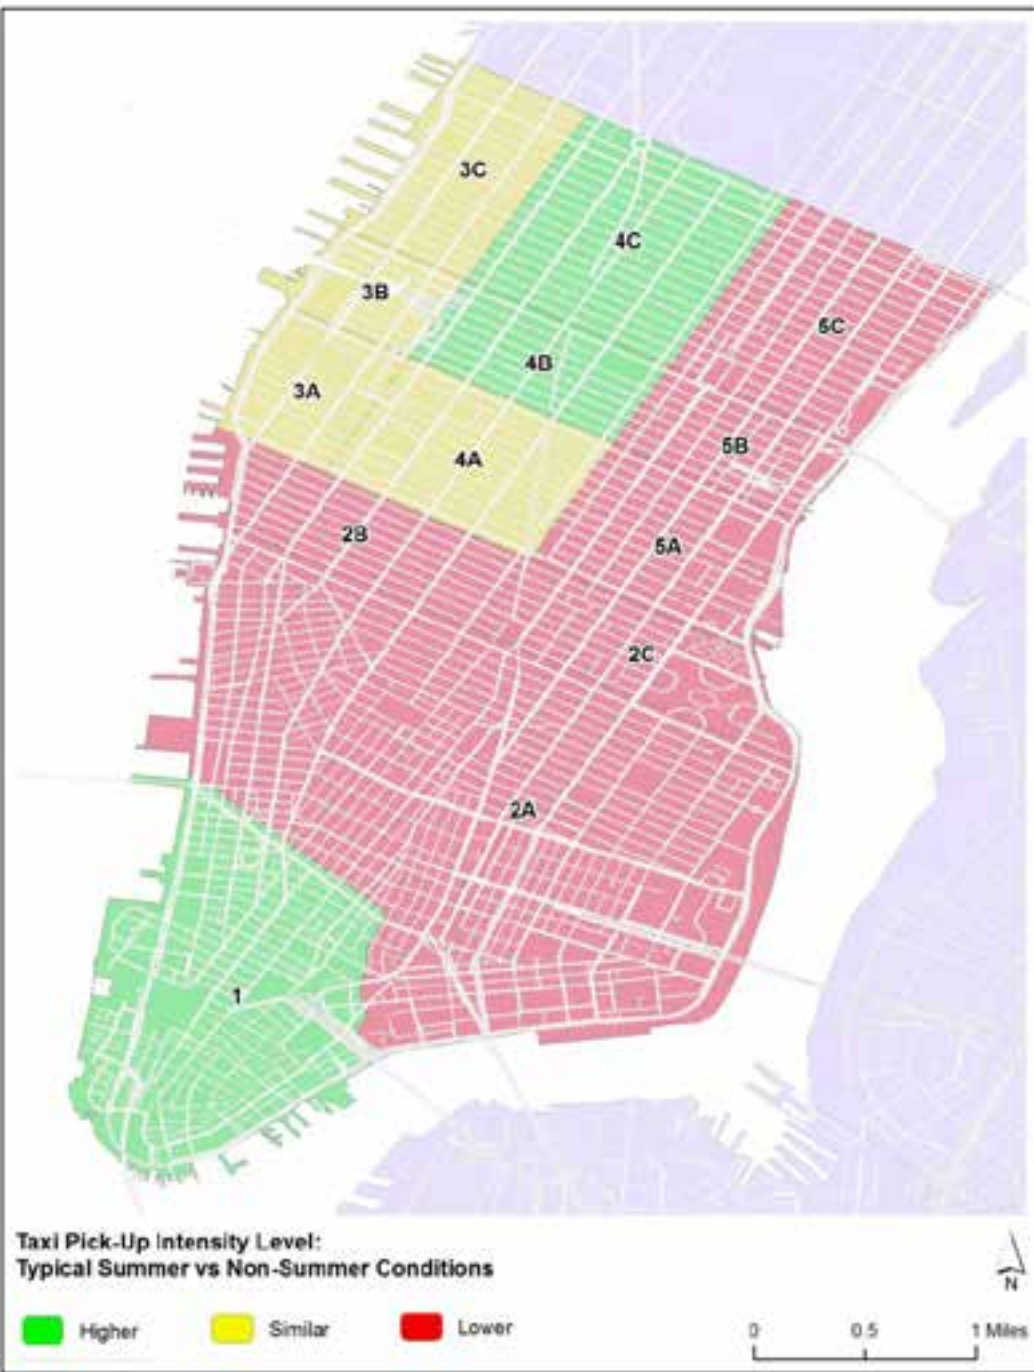 3C
4C
3B
5C
4B
3A
5B
4A
2B
5A
2C
2A
1
Taxi Pick-Up Intensity Level:
Typical Summer vs Non-Summer Conditions
N
Higher
Similar
Lower
0 0.5 1 Miles